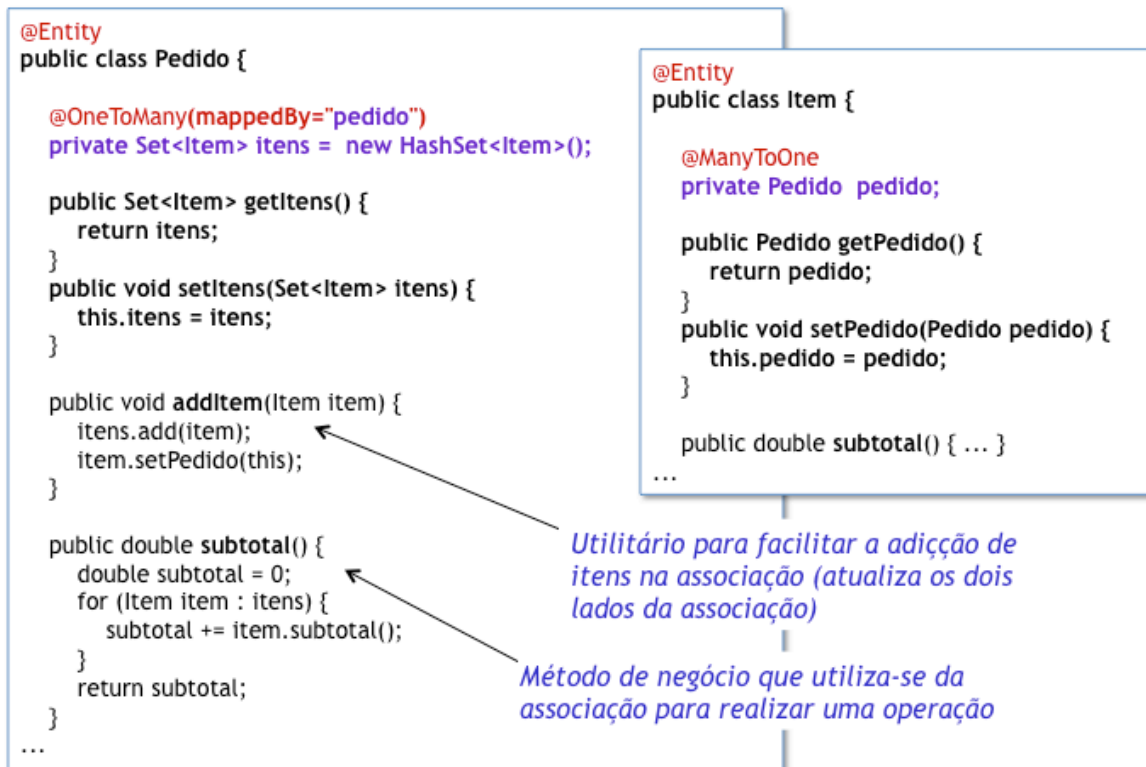 @Entity
public class Pedido {
@OneToMany(mappedBy="pedido")
private Set<Item> itens =  new HashSet<Item>();
public Set<Item> getItens() {
return itens;
}
public void setItens(Set<Item> itens) {
this.itens = itens;
}
public void addItem(Item item) {
itens.add(item);
item.setPedido(this);
}
public double subtotal() {
double subtotal = 0;
for (Item item : itens) {
subtotal += item.subtotal();
}
return subtotal;
}
...
@Entity
public class Item {
@ManyToOne
private Pedido  pedido;
public Pedido getPedido() {
return pedido;
}
public void setPedido(Pedido pedido) {
this.pedido = pedido;
}
public double subtotal() { ... }
...
Utilitário para facilitar a adicção de
itens na associação (atualiza os dois
lados da associação)
Método de negócio que utiliza-se da
associação para realizar uma operação